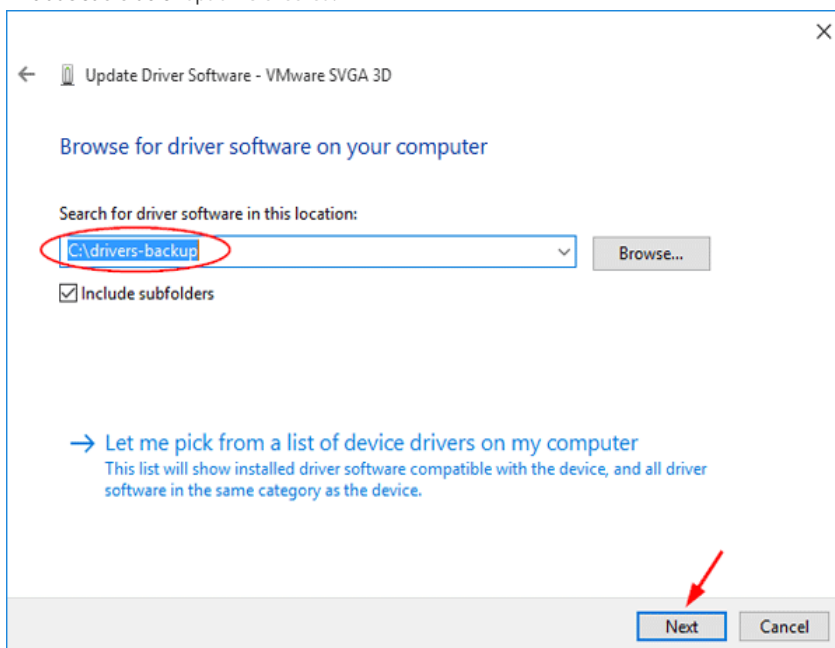 Update Driver Software - VMware SVGA 3D
Browse for driver software on your computer
Search for driver software in this location:
C:\drivers-backup
Browse...
Include subfolders
Let me pick from a list of device drivers on my computer
This list will show installed driver software compatible with the device, and all driver
software in the same category as the device.
Next
Cancel